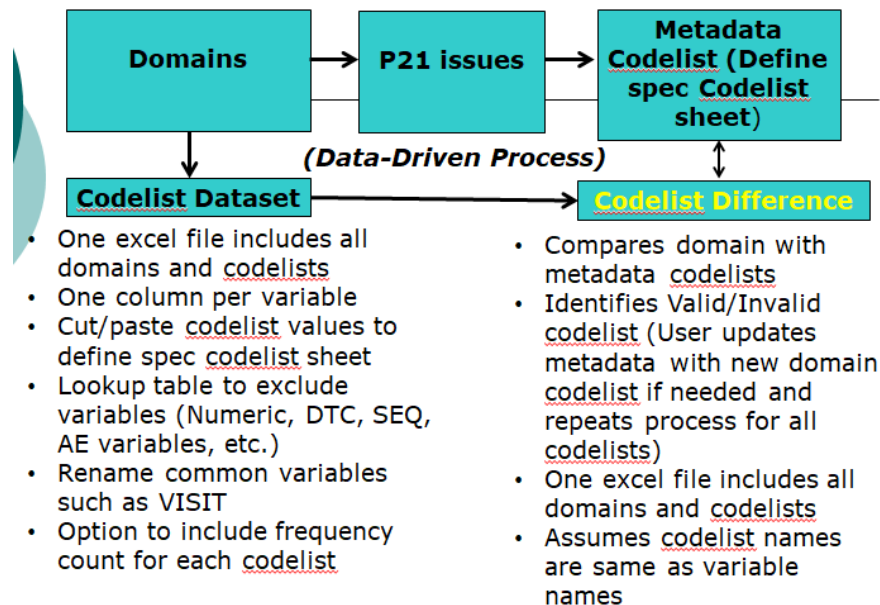 Domains
P21 issues
Metadata
Codelist (Define
spec Codelist
sheet)
(Data-Driven Process)
Codelist Dataset
Codelist Difference
• One excel file includes all
domains and codelists
• One column per variable
• Cut/paste codelist values to
define spec codelist sheet
• Lookup table to exclude
variables (Numeric, DTC, SEQ,
AE variables, etc.)
• Rename common variables
such as VISIT
• Option to include frequency
count for each codelist
• Compares domain with
metadata codelists
• Identifies Valid/Invalid
codelist (User updates
metadata with new domain
codelist if needed and
repeats process for all
codelists)
• One excel file includes all
domains and codelists
• Assumes codelist names
are same as variable
names